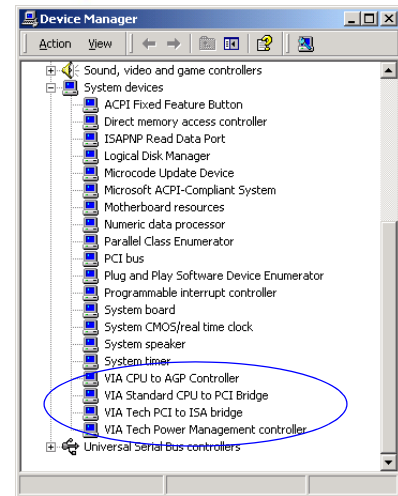 Device Manager
Action View
Sound, video and game controllers
System devices
ACPI Fixed Feature Button
Direct memory access controller
ISAPNP Read Data Port
Logical Disk Manager
Microcode Update Device
Microsoft ACPI-Compliant System
Motherboard resources
Numeric data processor
Parallel Class Enumerator
PCI bus
Plug and Play Software Device Enumerator
Programmable interrupt controller
System board
System CMOS/real time clock
System speaker
System timer
VIA CPU to AGP Controller
VIA Standard CPU to PCI Bridge
VIA Tech PCI to ISA bridge
VIA Tech Power Management controller
Universal Serial Bus controllers